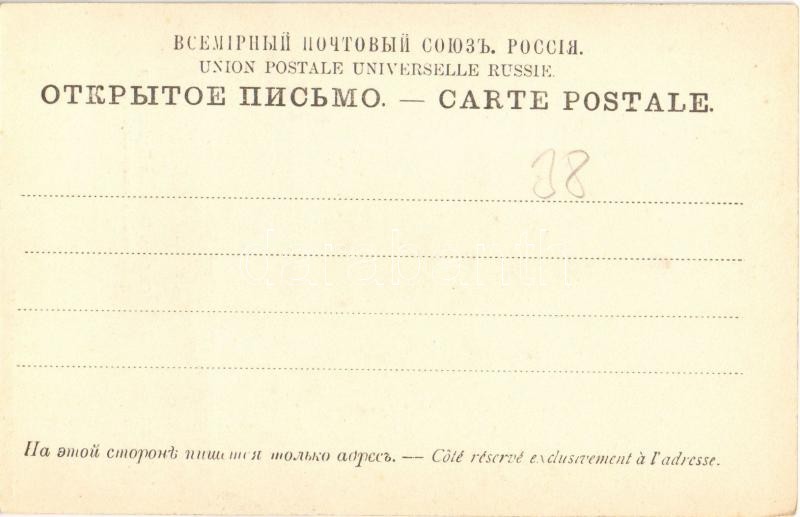 ВСЕМІРНЫЙ ПОЧТОВЫЙ СОЮЗЪ. РОССІЯ.
UNION POSTALE UNIVERSELLE RUSSIE.
ОТКРЫТОЕ ПИСЬМО. — CARTE POSTALE.
38
darabanth
На этой сторонѣ пишется только адресъ. — Côté réservé exclusivement à l'adresse.